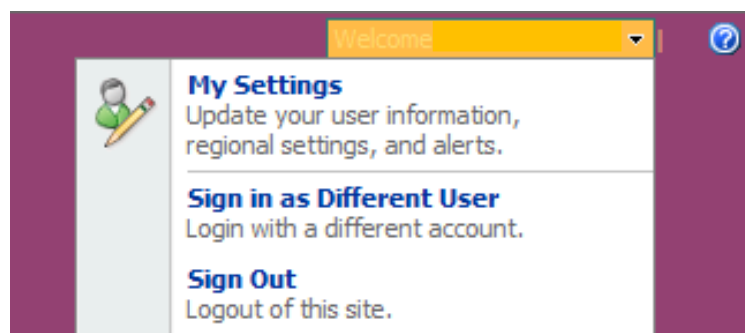 Welcome
My Settings
Update your user information,
regional settings, and alerts.
Sign in as Different User
Login with a different account.
Sign Out
Logout of this site.